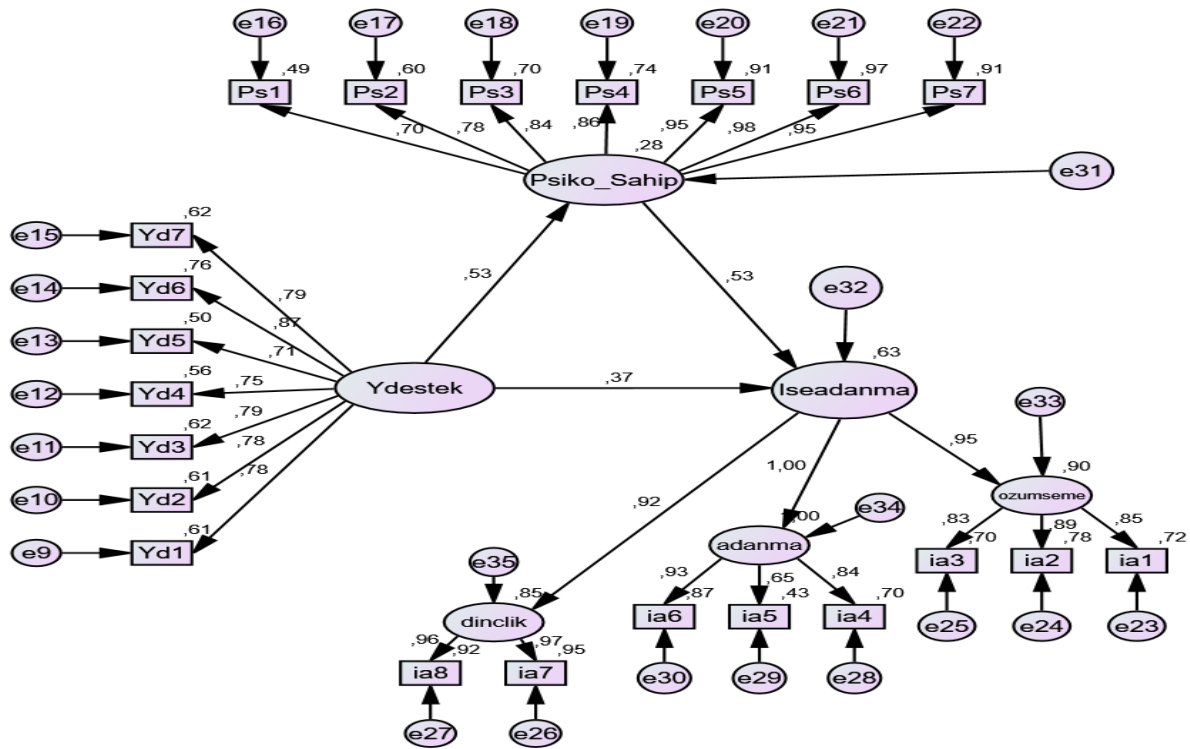 e16 e17 e18 e19 e20 e21 e22
,49 ,60 ,70 ,74 ,91 ,97 ,91
Ps1 Ps2 Ps3 Ps4 Ps5 Ps6 Ps7
,70 ,78 ,84 ,86 ,95 ,98 ,95
,28
Psiko_Sahip
e31
,62
e15 Yd7
,76
e14 Yd6
,50
e13 Yd5
,56
e12 Yd4
,62
e11 Yd3
,61
e10 Yd2
,61
e9 Yd1
,79
,87
,71
,75
,79
,78
,78
Ydestek
,53
,53
,37
e32
,63
Iseadanma
,92
1,00
,95
e33
,90
ozumseme
,83 ,89 ,85
,70 ,78 ,72
ia3 ia2 ia1
e25 e24 e23
e34
1,00
adanma
,93 ,65 ,84
,87 ,43 ,70
ia6 ia5 ia4
e30 e29 e28
e35
,85
dinclik
,96 ,97
,92 ,95
ia8 ia7
e27 e26